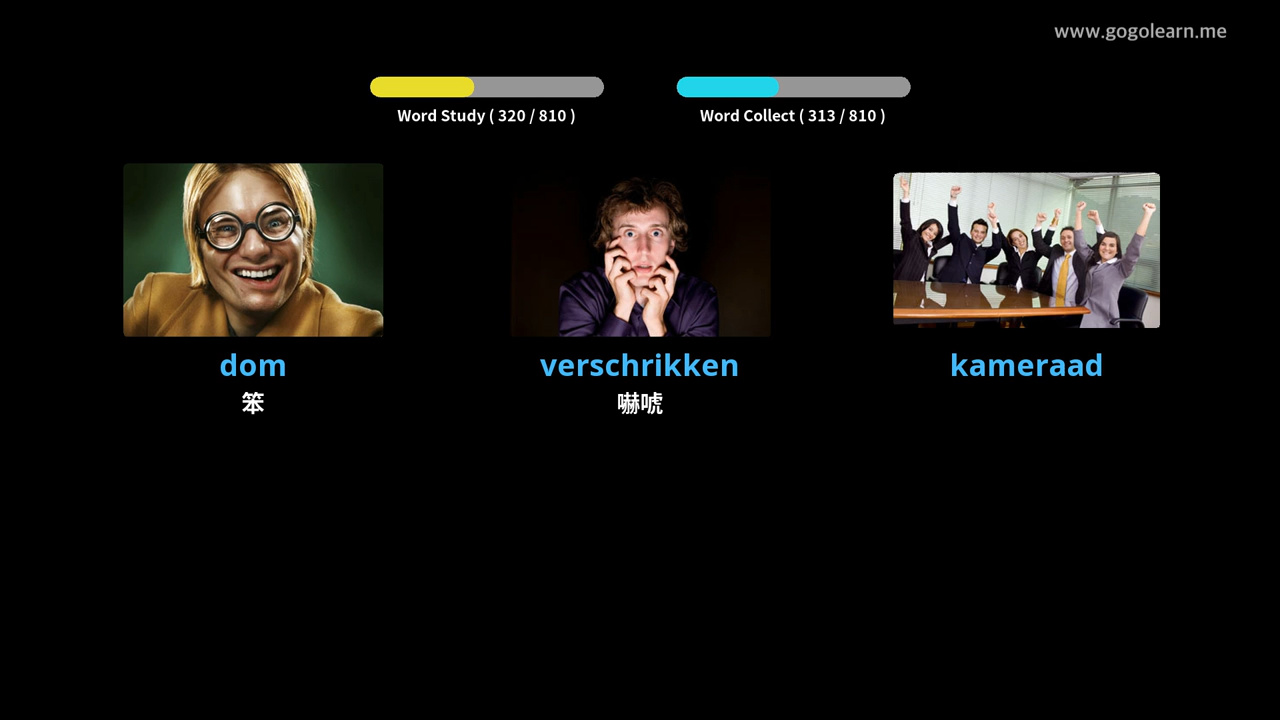 www.gogolearn.me
Word Study ( 320 / 810 )
Word Collect ( 313 / 810 )
dom
笨
verschrikken
嚇唬
kameraad